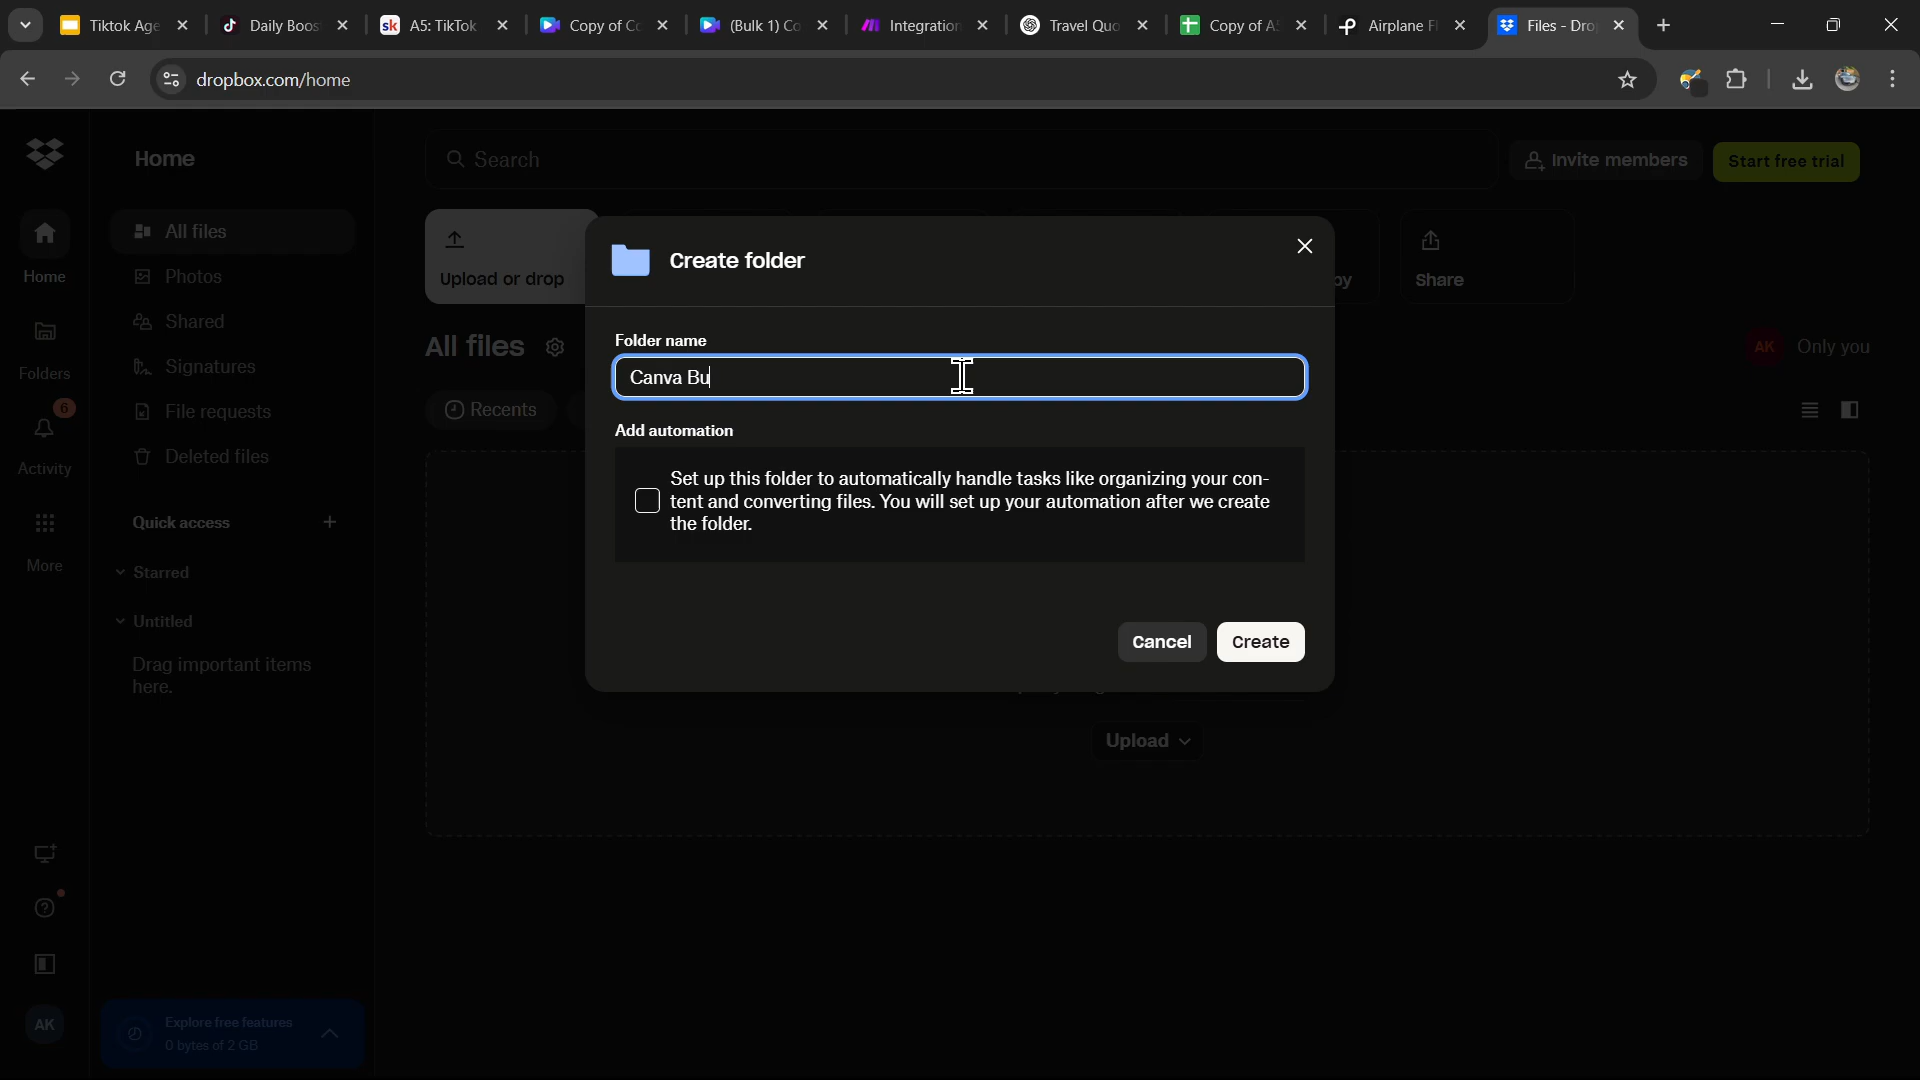 Tiktok Age
Daily Boos
A5: TikTok
Copy of Co
(Bulk 1) Co
Integration
Travel Quo
Copy of A5
Airplane Fl
Files - Drop
dropbox.com/home
Home
Search
Invite members
Start free trial
All files
Photos
Shared
Signatures
File requests
Deleted files
Quick access
Starred
Untitled
Drag important items
here.
Home
Folders
6
Activity
More
AK
Explore free features
0 bytes of 2 GB
Upload or drop
Share
All files
AK
Only you
Recents
Upload
Create folder
Folder name
Canva Bu
Add automation
Set up this folder to automatically handle tasks like organizing your con-
tent and converting files. You will set up your automation after we create
the folder.
Cancel
Create